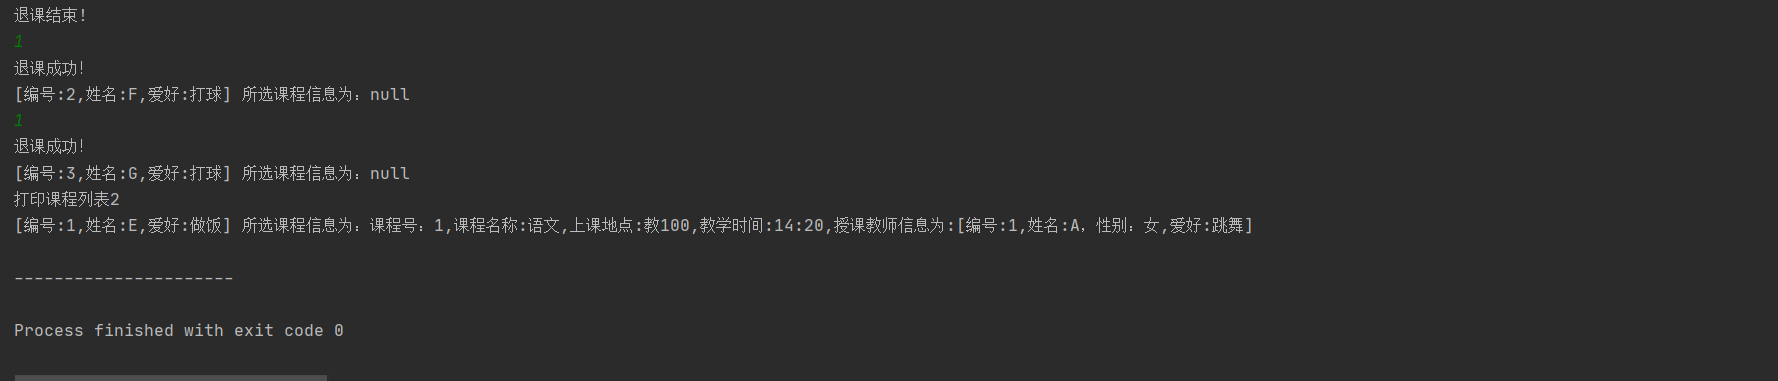 退课结束!
1
退课成功!
[编号:2,姓名:F,爱好:打球] 所选课程信息为：null
1
退课成功!
[编号:3,姓名:G,爱好:打球] 所选课程信息为：null
打印课程列表2
[编号:1,姓名:E,爱好:做饭] 所选课程信息为：课程号：1,课程名称:语文,上课地点:教100,教学时间:14:20,授课教师信息为:[编号:1,姓名:A，性别：女,爱好:跳舞]
----------------------
Process finished with exit code 0